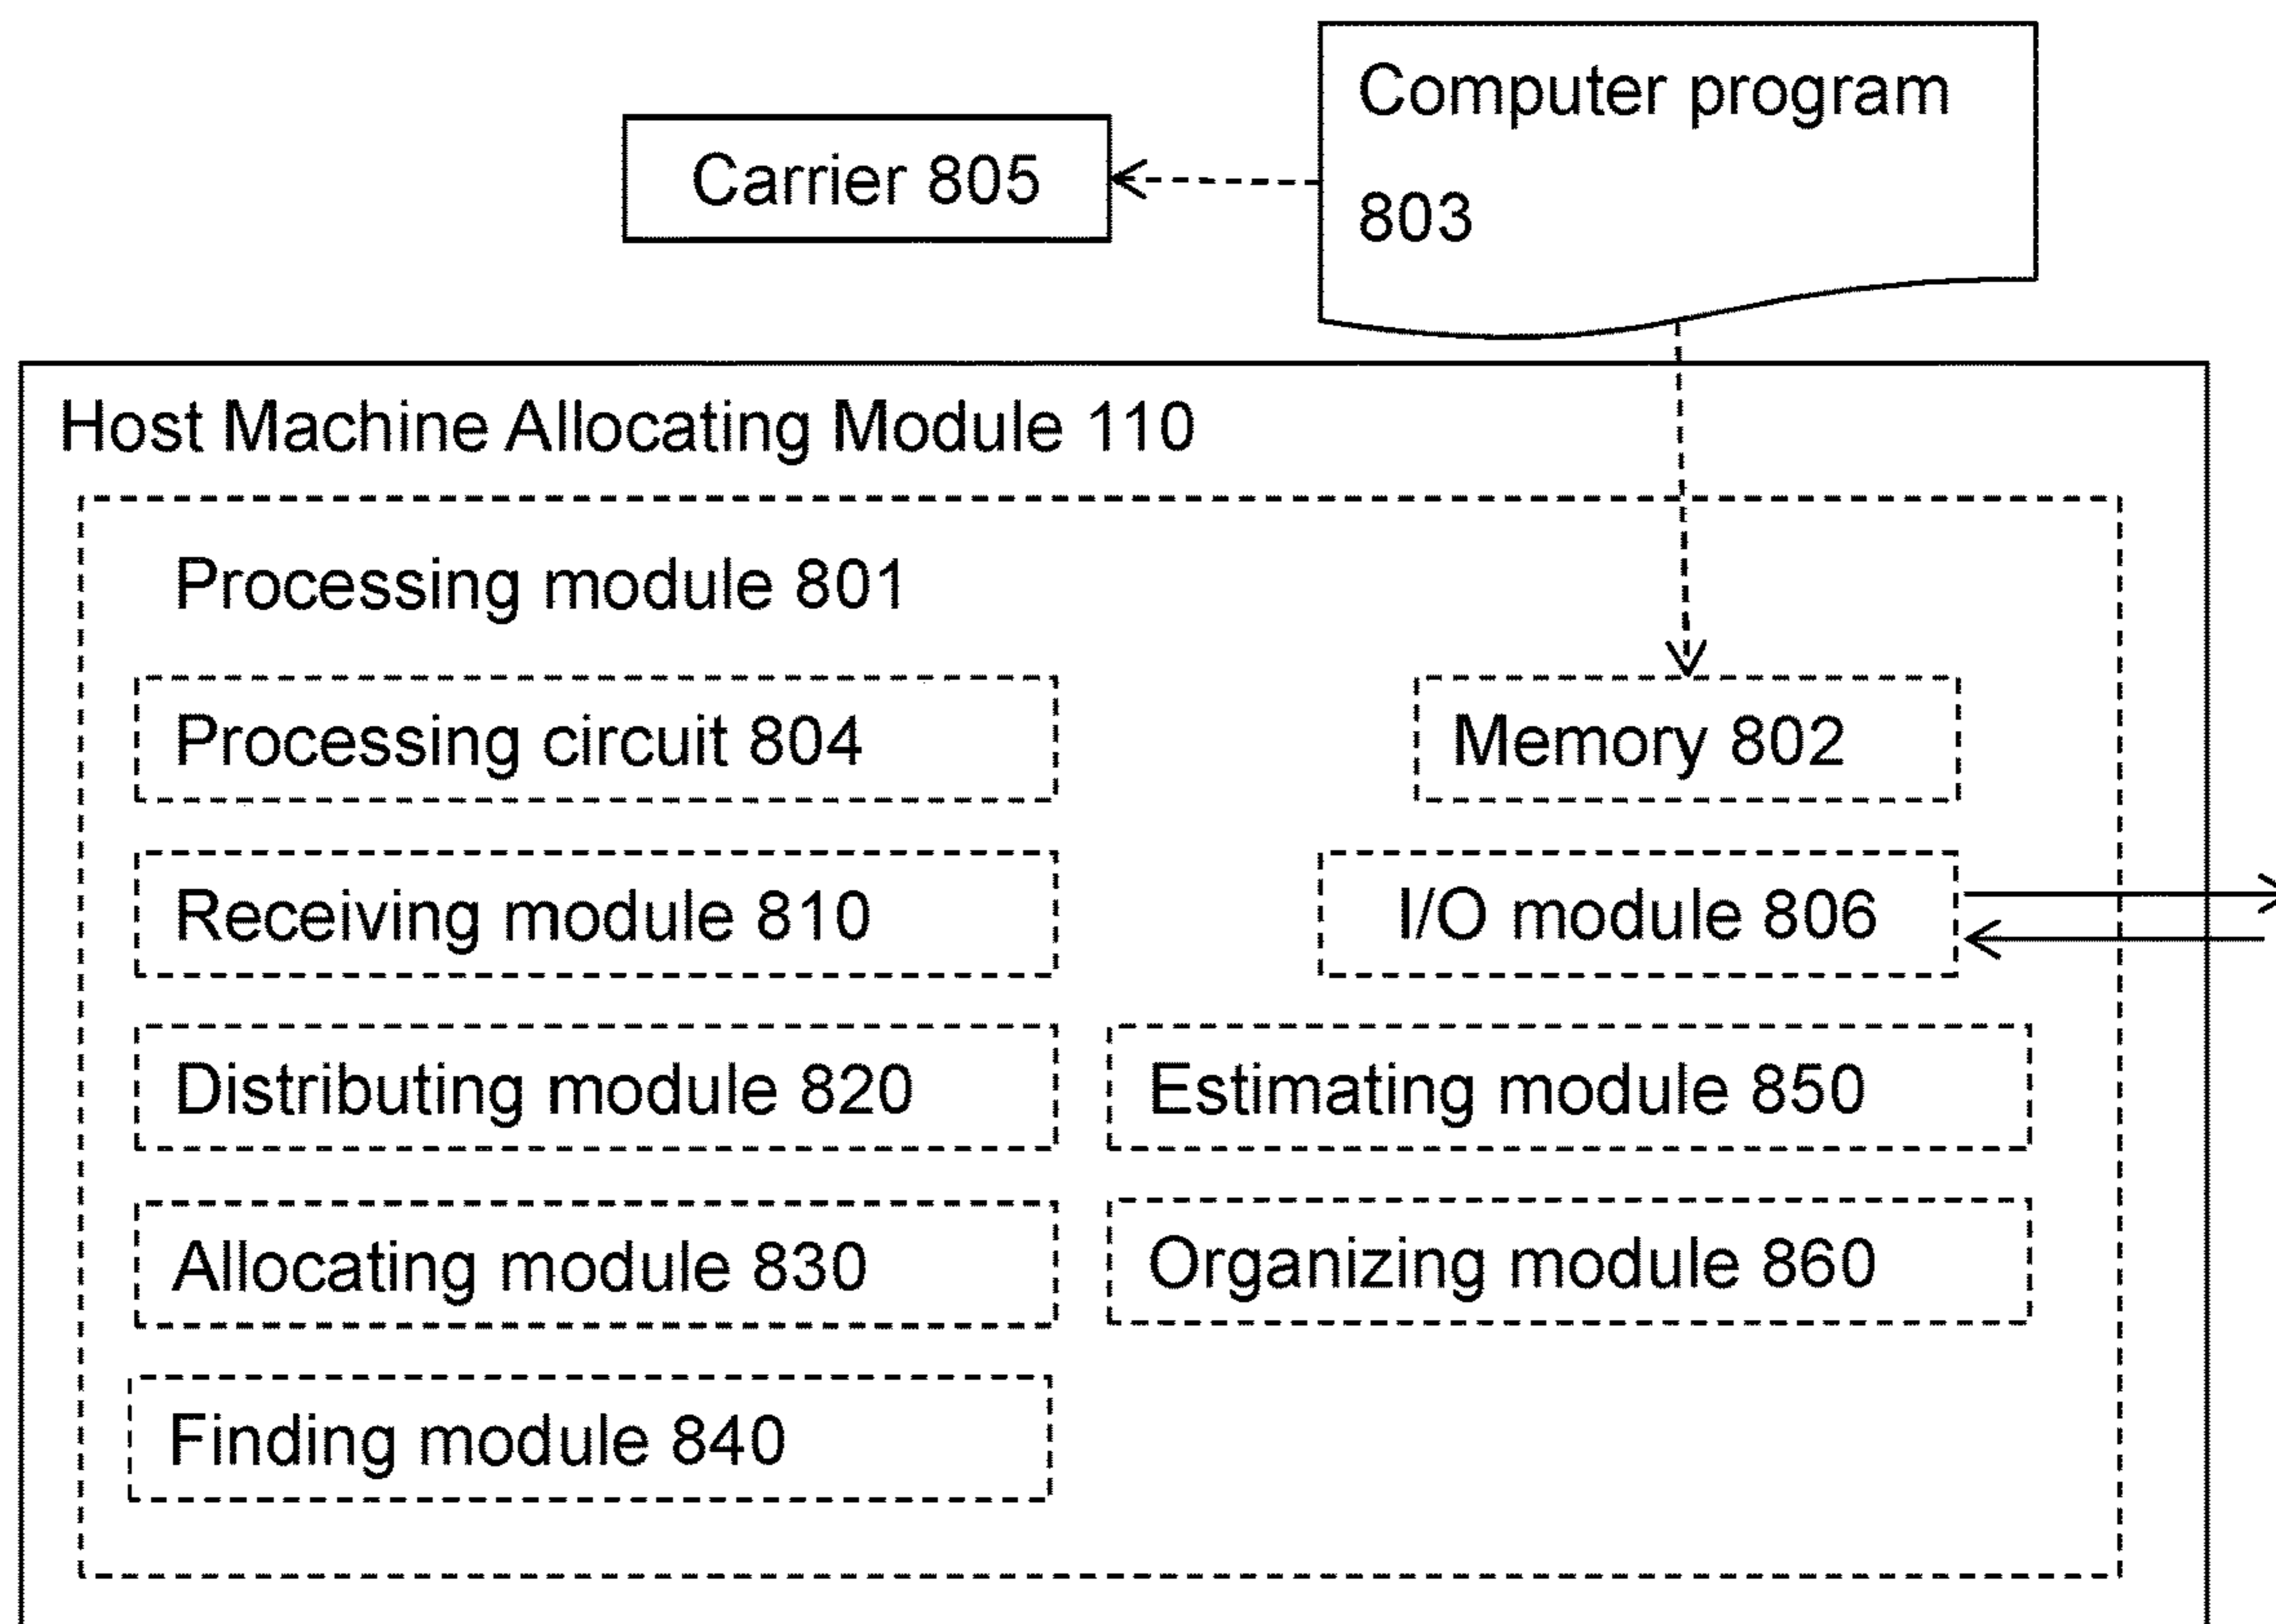 Computer program
803
Carrier 805
Host Machine Allocating Module 110
Processing module 801
Processing circuit 804
Memory 802
Receiving module 810
I/O module 806
Distributing module 820
Estimating module 850
Allocating module 830
Organizing module 860
Finding module 840